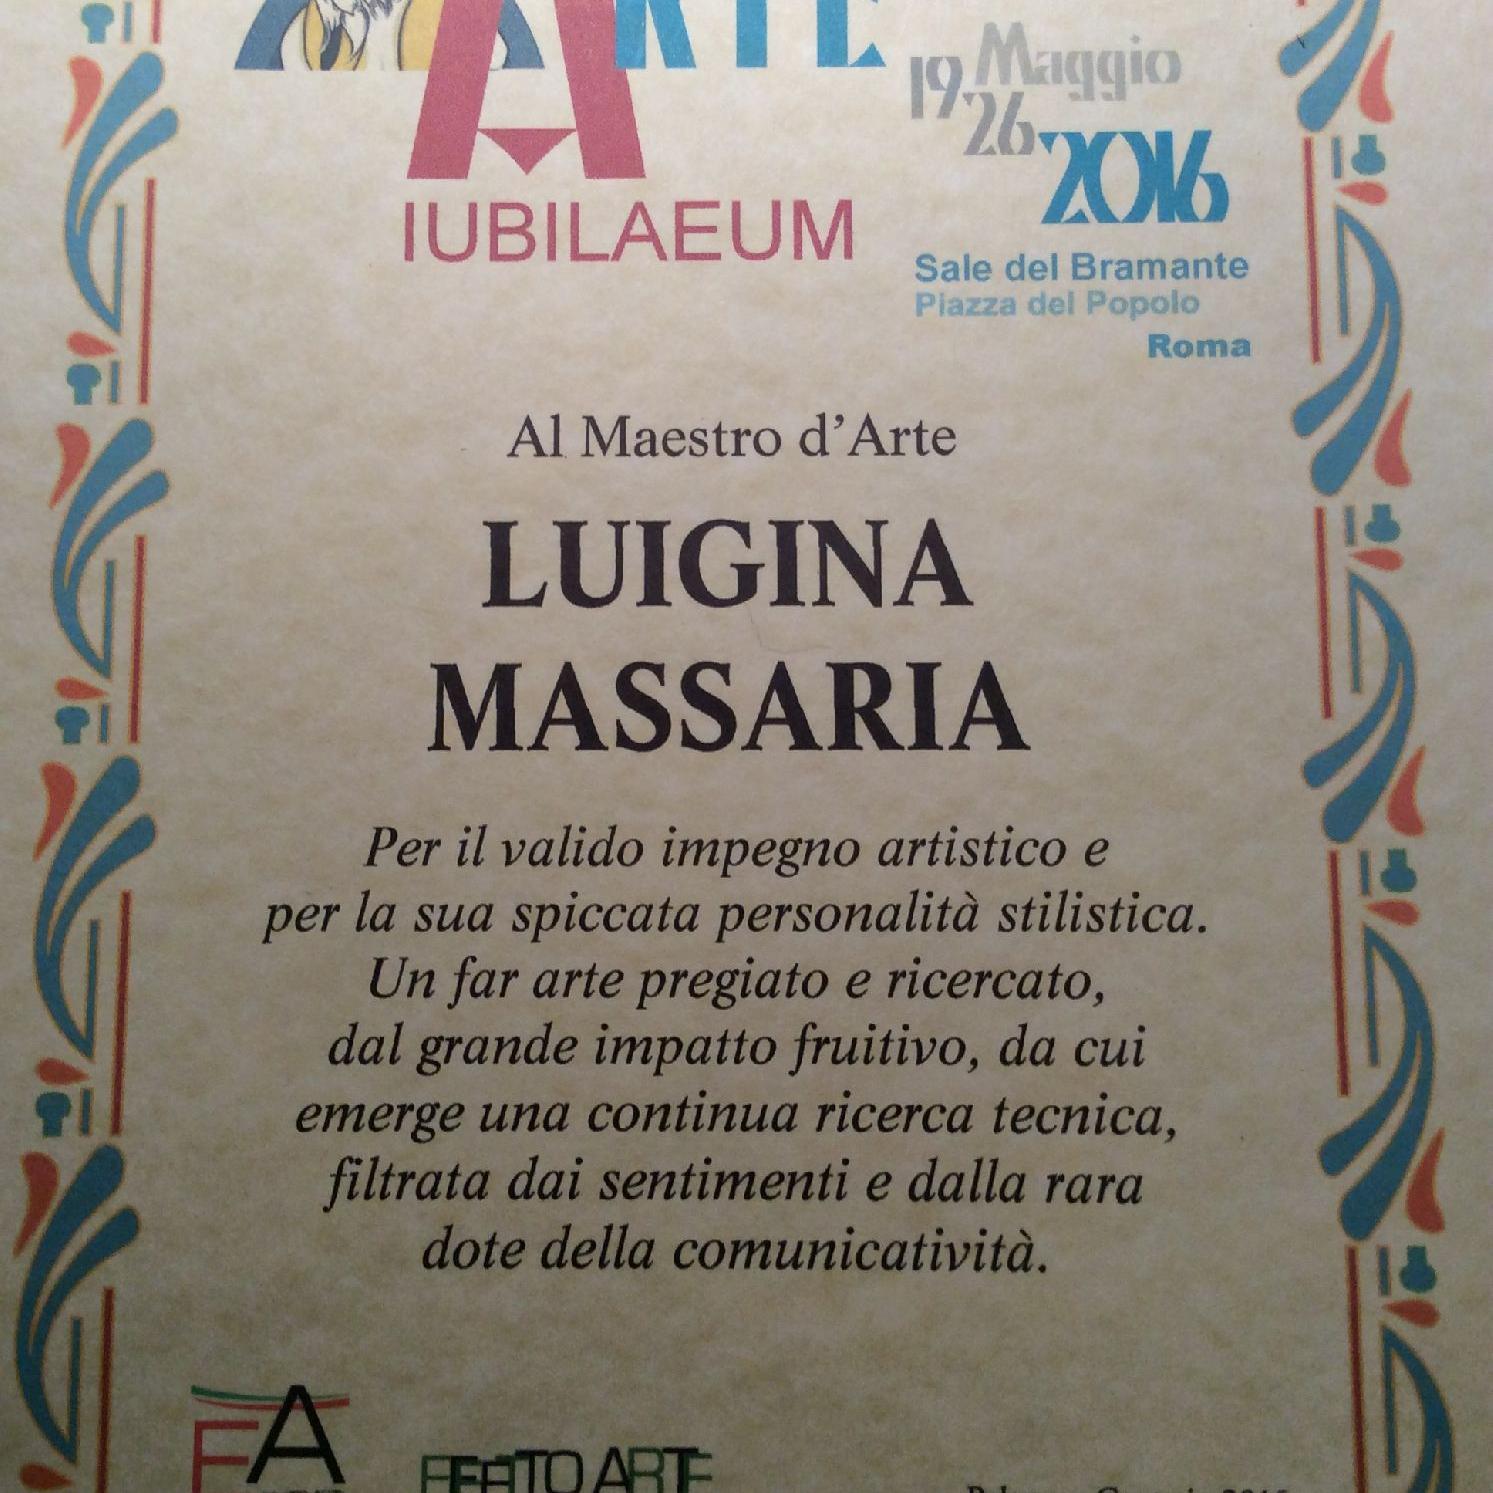 ARTE
19 Maggio
26
2016
IUBILAEUM
Sale del Bramante
Piazza del Popolo
Roma
Al Maestro d'Arte
LUIGINA
MASSARIA
Per il valido impegno artistico e
per la sua spiccata personalità stilistica.
Un far arte pregiato e ricercato,
dal grande impatto fruitivo, da cui
emerge una continua ricerca tecnica,
filtrata dai sentimenti e dalla rara
dote della comunicatività.
EA
ARTE